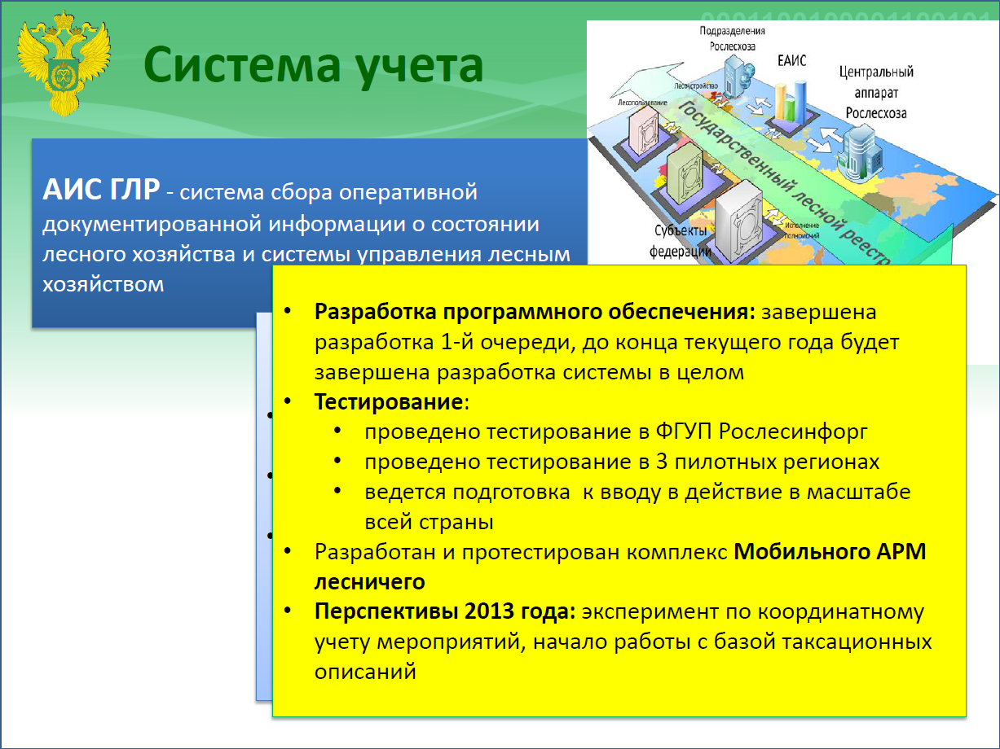 0001100100001100101
Система учета
Подразделения
Рослесхоза
ЕАИС
Центральный
аппарат
Рослесхоза
Лесоустройство
Лесопользование
Государственный лесной реестр
Исполнение
полномочий
Субъекты
федерации
АИС ГЛР - система сбора оперативной
документированной информации о состоянии
лесного хозяйства и системы управления лесным
хозяйством
• Разработка программного обеспечения: завершена
разработка 1-й очереди, до конца текущего года будет
завершена разработка системы в целом
• Тестирование:
• проведено тестирование в ФГУП Рослесинфорг
• проведено тестирование в 3 пилотных регионах
• ведется подготовка к вводу в действие в масштабе
всей страны
• Разработан и протестирован комплекс Мобильного АРМ
лесничего
• Перспективы 2013 года: эксперимент по координатному
учету мероприятий, начало работы с базой таксационных
описаний